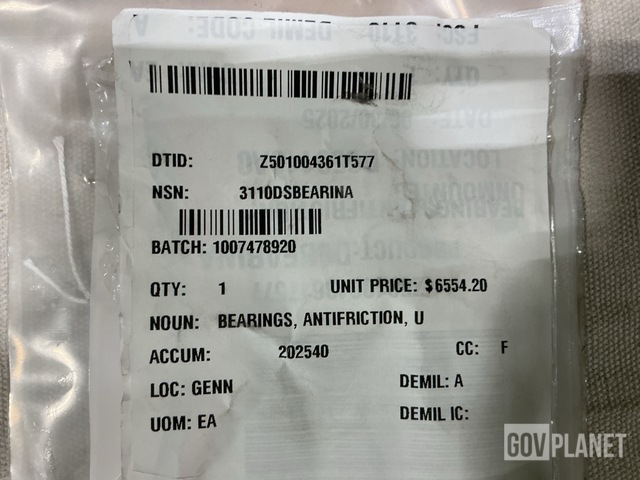 DTID: Z501004361T577
NSN: 3110DSBEARINA
BATCH: 1007478920
QTY: 1 UNIT PRICE: $6554.20
NOUN: BEARINGS, ANTIFRICTION, U
ACCUM: 202540 CC: F
LOC: GENN DEMIL: A
UOM: EA DEMIL IC:
GOVPLANET